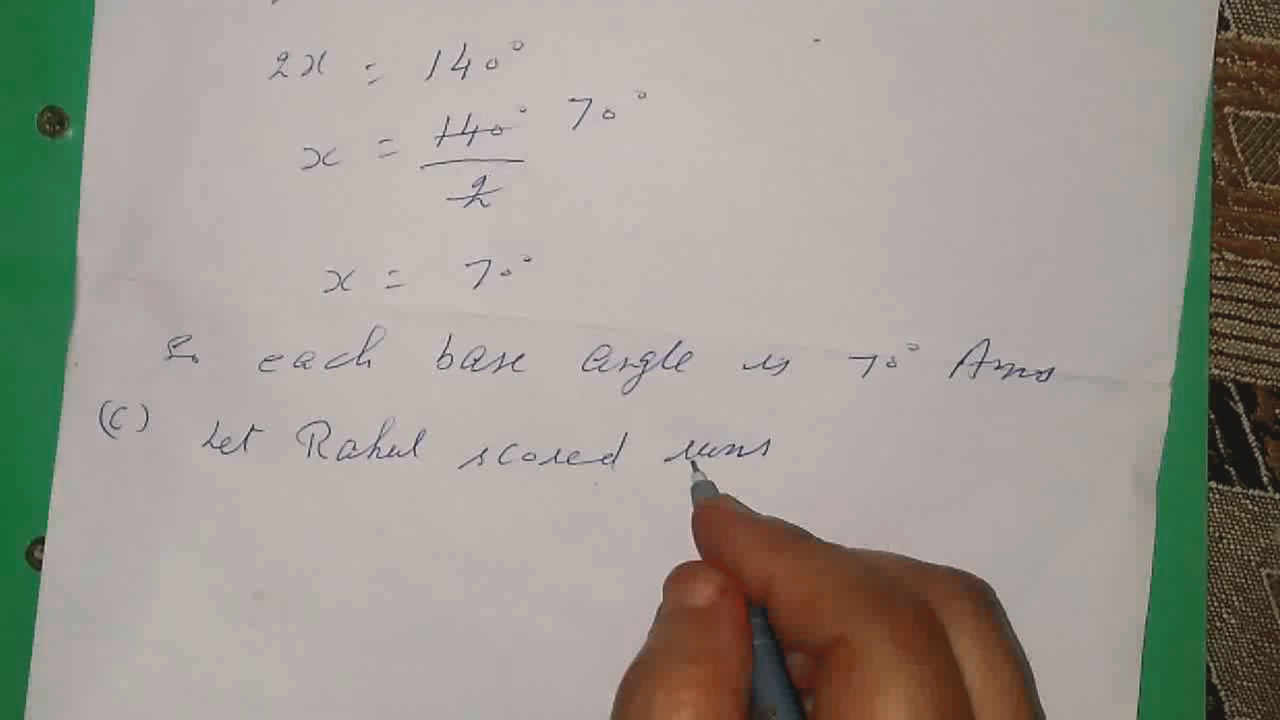 2x = 140°
x = 140° / 2 70°
x = 70°
So each base angle is 70° Ans
(C) Let Rahul scored runs